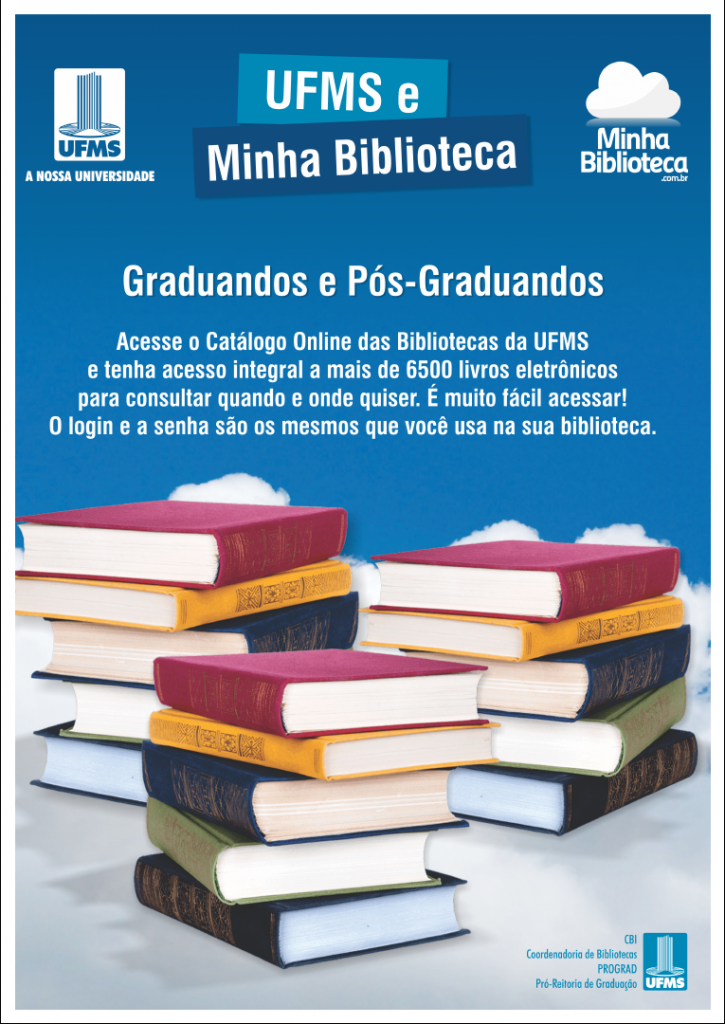 UFMS
A NOSSA UNIVERSIDADE
UFMS e
Minha Biblioteca
Minha
Biblioteca
.com.br
Graduandos e Pós-Graduandos
Acesse o Catálogo Online das Bibliotecas da UFMS
e tenha acesso integral a mais de 6500 livros eletrônicos
para consultar quando e onde quiser. É muito fácil acessar!
O login e a senha são os mesmos que você usa na sua biblioteca.
CBI
Coordenadoria de Bibliotecas
PROGRAD
Pró-Reitoria de Graduação
UFMS